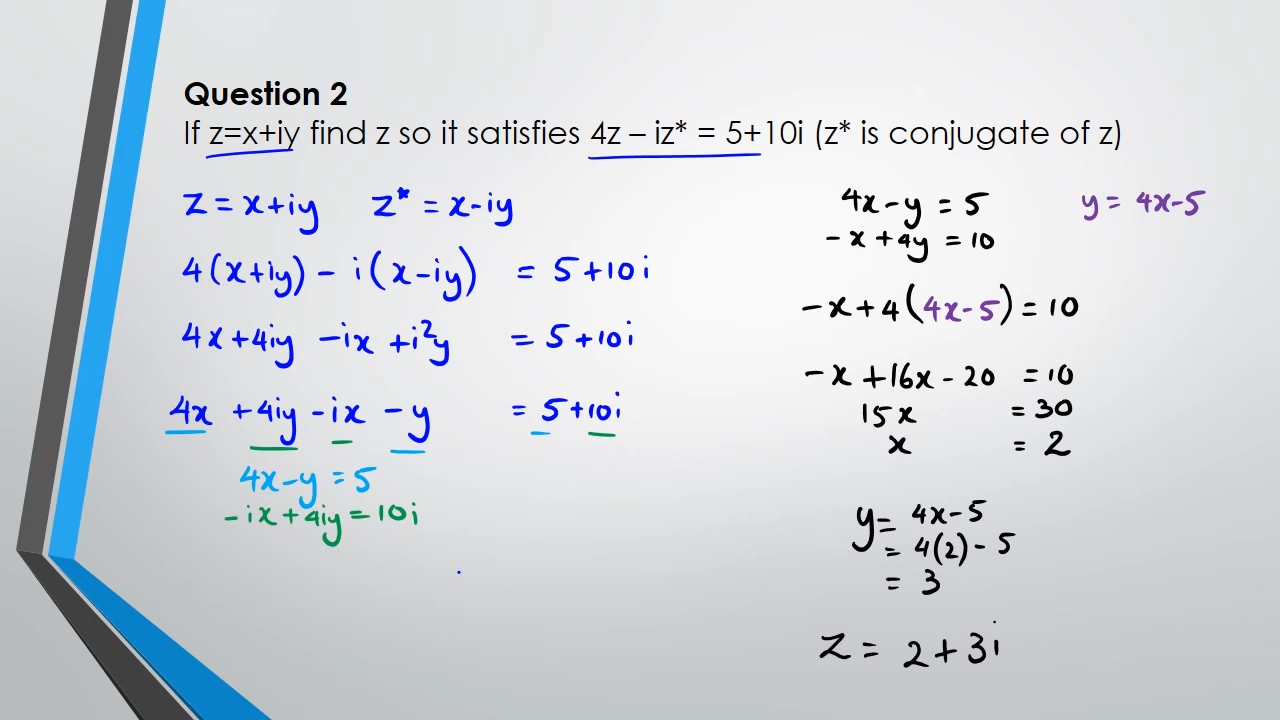 Question 2
If z=x+iy find z so it satisfies 4z – iz* = 5+10i (z* is conjugate of z)
z = x+iy z* = x-iy
4(x+iy) - i(x-iy) = 5+10i
4x+4iy -ix +i²y = 5+10i
4x +4iy -ix -y = 5+10i
4x-y = 5
-ix+4iy=10i
4x-y = 5
y= 4x-5
-x+4y = 10
-x+4(4x-5)=10
-x +16x-20 =10
15x =30
x = 2
y= 4x-5
= 4(2)-5
= 3
z = 2+3i